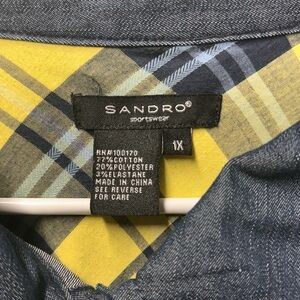 SANDRO®
sportswear
1X
RN#100170
77%COTTON
20%POLYESTER
3%ELASTANE
MADE IN CHINA
SEE REVERSE
FOR CARE